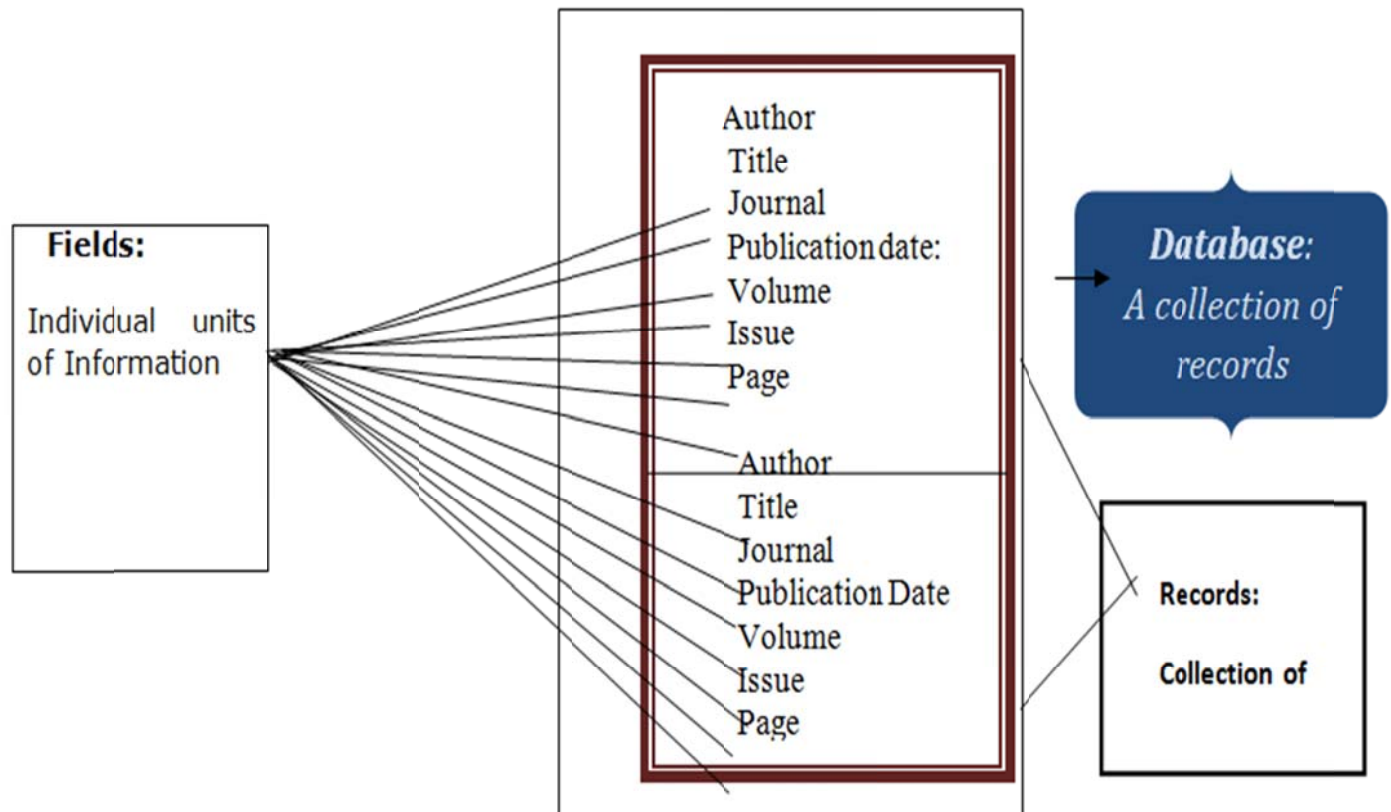 Fields:
Individual units
of Information
Author
Title
Journal
Publication date:
Volume
Issue
Page
Author
Title
Journal
Publication Date
Volume
Issue
Page
Database:
A collection of
records
Records:
Collection of